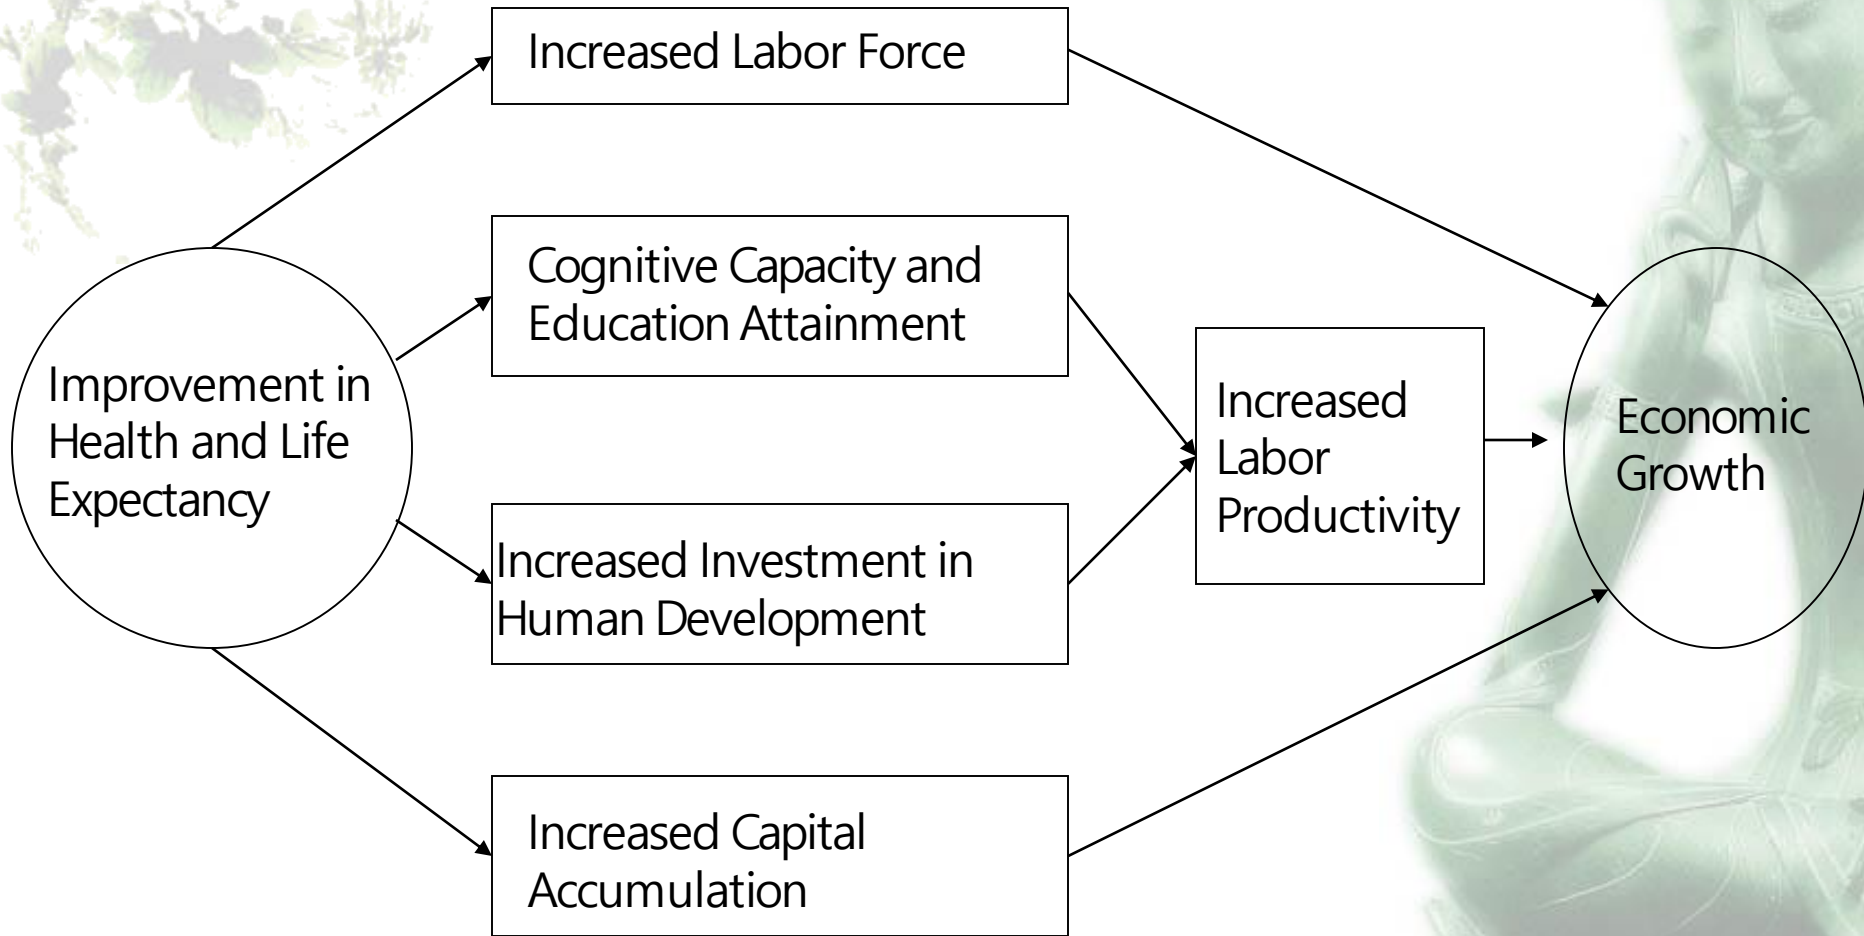 Increased Labor Force
Cognitive Capacity and
Education Attainment
Improvement in
Health and Life
Expectancy
Increased
Labor
Productivity
Economic
Growth
Increased Investment in
Human Development
Increased Capital
Accumulation